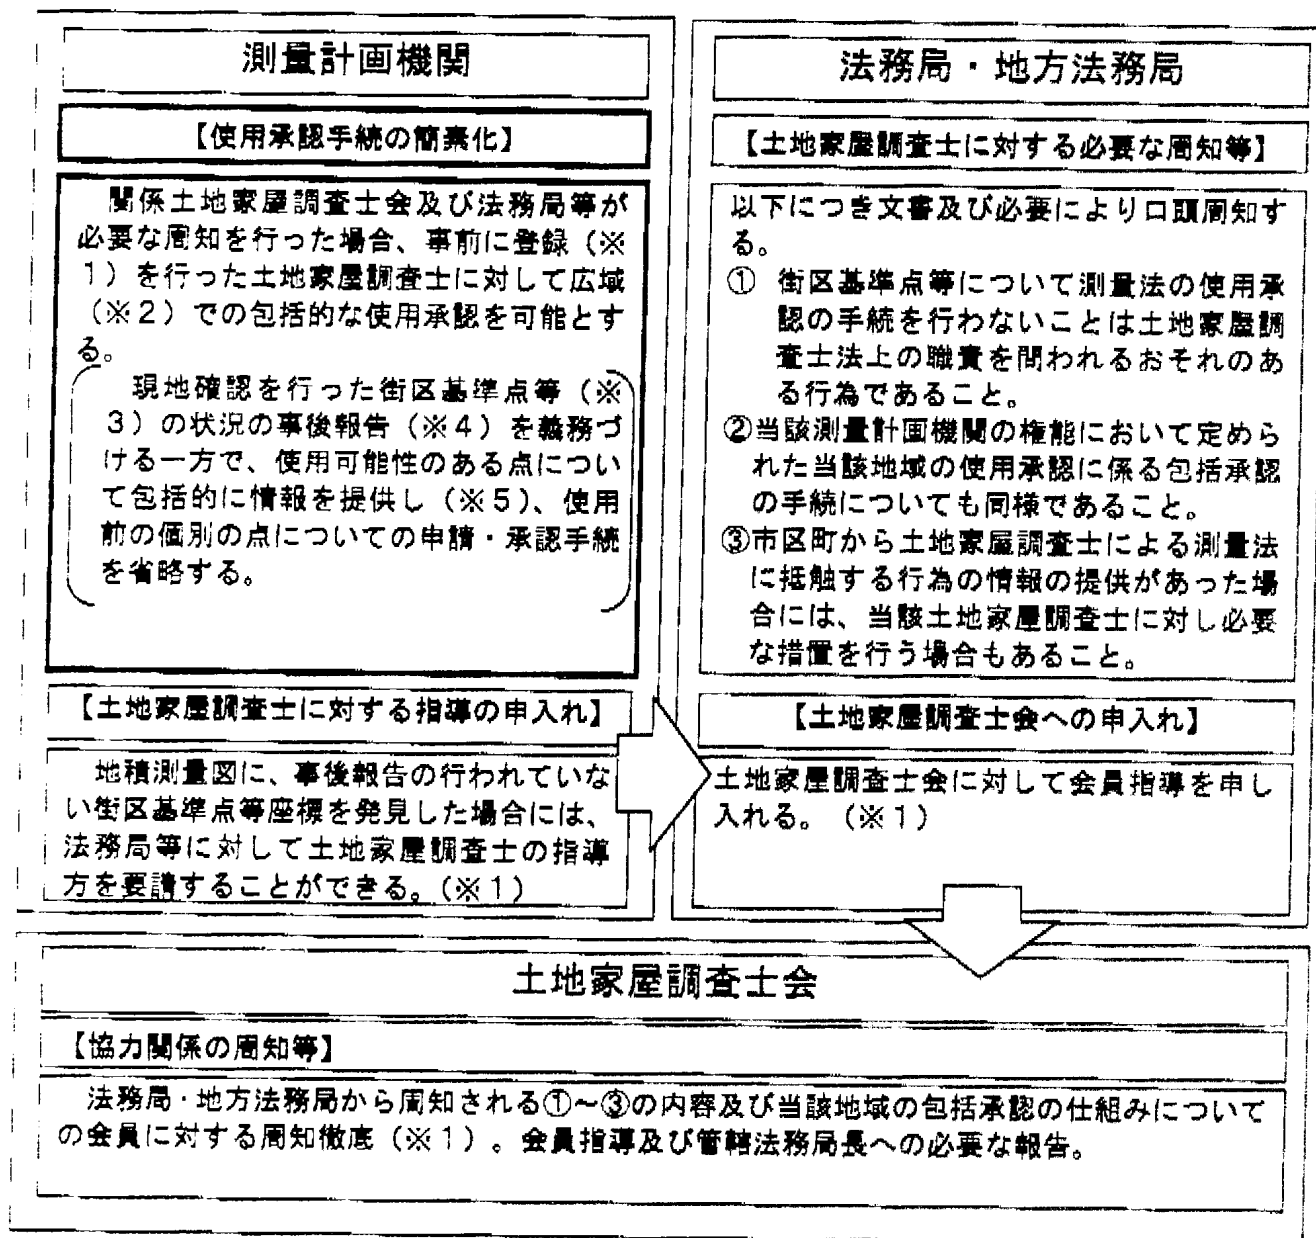 測量計画機関
【使用承認手続の簡素化】
関係土地家屋調査士会及び法務局等が
必要な周知を行った場合、事前に登録（※
１）を行った土地家屋調査士に対して広域
（※２）での包括的な使用承認を可能とす
る。
現地確認を行った街区基準点等（※
３）の状況の事後報告（※４）を義務づ
ける一方で、使用可能性のある点につい
て包括的に情報を提供し（※５）、使用
前の個別の点についての申請・承認手続
を省略する。
【土地家屋調査士に対する指導の申入れ】
地積測量図に、事後報告の行われていな
い街区基準点等座標を発見した場合には、
法務局等に対して土地家屋調査士の指導
方を要請することができる。（※１）
法務局・地方法務局
【土地家屋調査士に対する必要な周知等】
以下につき文書及び必要により口頭周知す
る。
① 街区基準点等について測量法の使用承
認の手続を行わないことは土地家屋調
査士法上の職責を問われるおそれのあ
る行為であること。
②当該測量計画機関の権能において定めら
れた当該地域の使用承認に係る包括承認
の手続についても同様であること。
③市区町から土地家屋調査士による測量法
に抵触する行為の情報の提供があった場
合には、当該土地家屋調査士に対し必要
な措置を行う場合もあること。
【土地家屋調査士会への申入れ】
土地家屋調査士会に対して会員指導を申し
入れる。（※１）
土地家屋調査士会
【協力関係の周知等】
法務局・地方法務局から周知される①～③の内容及び当該地域の包括承認の仕組みについて
の会員に対する周知徹底（※１）。会員指導及び管轄法務局長への必要な報告。